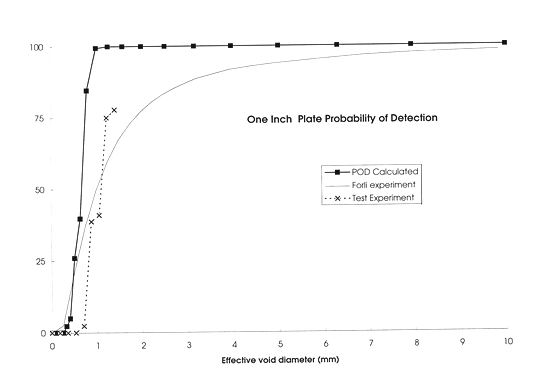 100
One Inch Plate Probability of Detection
75
POD Calculated
Forli experiment
Test Experiment
50
25
0
0 1 2 3 4 5 6 7 8 9 10
Effective void diameter (mm)